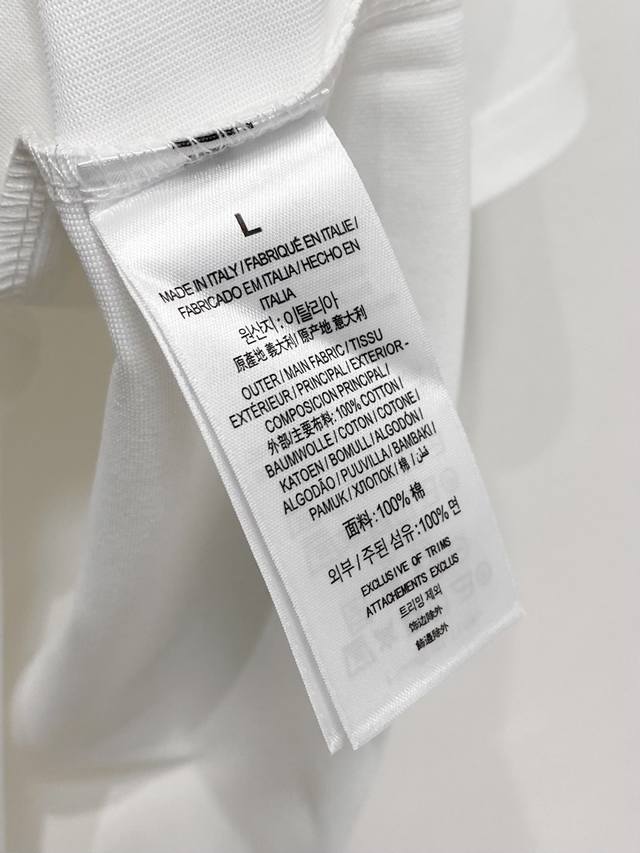 L
MADE IN ITALY / FABRIQUÉ EN ITALIE /
FABRICADO EM ITALIA / HECHO EN
ITALIA
원산지 : 이탈리아
原產地 義大利/ 原产地 意大利
OUTER / MAIN FABRIC / TISSU
EXTÉRIEUR / PRINCIPAL / EXTERIOR -
COMPOSICION PRINCIPAL /
外部/主要布料: 100% COTTON /
BAUMWOLLE / COTON / COTONE /
KATOEN / BOMULL / ALGODÓN /
ALGODÃO / PUUVILLA / BAMBAKI /
PAMUK / ХЛОПОК / 棉 /
面料 : 100% 棉
외부 / 주된 섬유 : 100% 면
EXCLUSIVE OF TRIMS
ATTACHEMENTS EXCLUS
트리밍 제외
饰边除外
飾邊除外